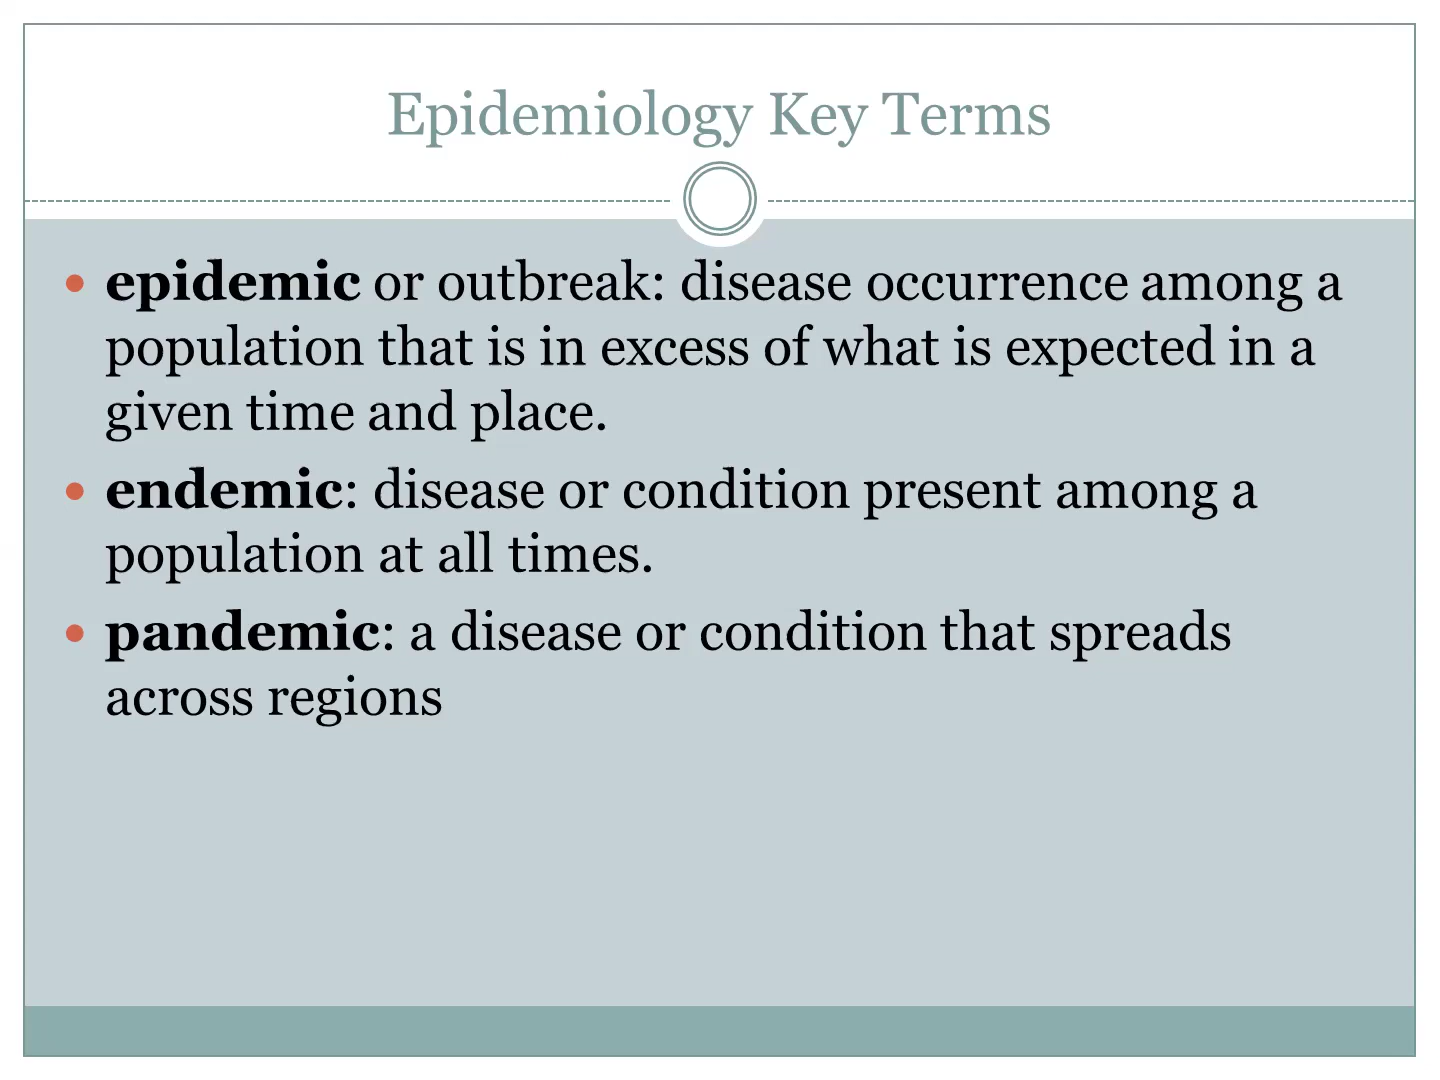 Epidemiology Key Terms
• epidemic or outbreak: disease occurrence among a
population that is in excess of what is expected in a
given time and place.
• endemic: disease or condition present among a
population at all times.
• pandemic: a disease or condition that spreads
across regions